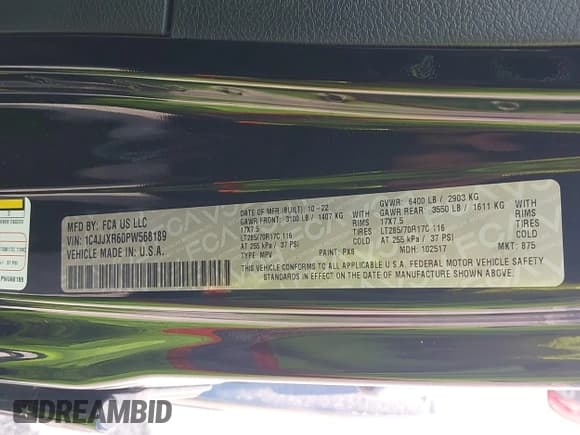 MFD BY: FCA US LLC
VIN: 1C4JJXR60PW568189
VEHICLE MADE IN: U.S.A.
DATE OF MFR (BUILT): 10-22
GAWR FRONT: 3100 LB / 1407 KG
17X7.5 RIMS
LT285/70R17C 116 TIRES
AT 255 kPa / 37 PSI COLD
TYPE: MPV PAINT: PX8
GVWR: 6400 LB / 2903 KG
GAWR REAR: 3550 LB / 1611 KG
17X7.5 RIMS
LT285/70R17C 116 TIRES
AT 255 kPa / 37 PSI COLD
MDH: 102517 MKT: 875
THIS VEHICLE CONFORMS TO ALL APPLICABLE U.S.A. FEDERAL MOTOR VEHICLE SAFETY
STANDARDS IN EFFECT ON THE DATE OF MANUFACTURE SHOWN ABOVE.
DREAMBID